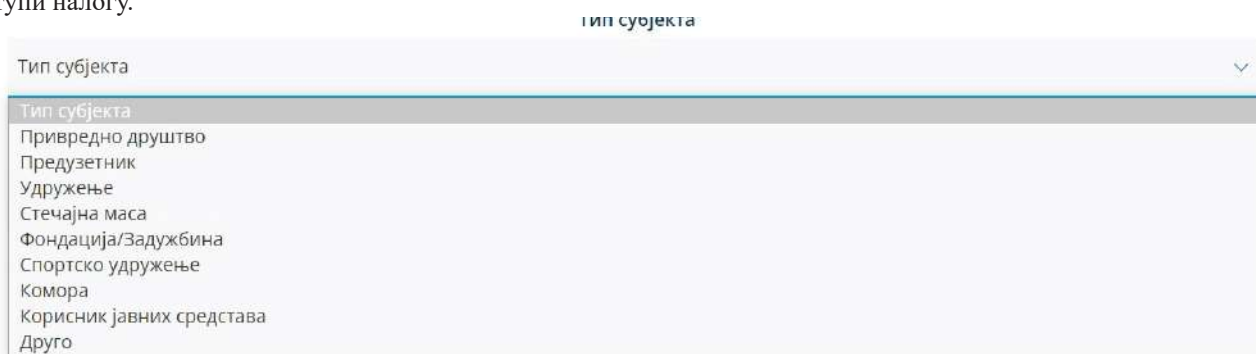 налогу.
Тип субјекта
Тип субјекта
Тип субјекта
Привредно друштво
Предузетник
Удружење
Стечајна маса
Фондација/Задужбина
Спортско удружење
Комора
Корисник јавних средстава
Друго